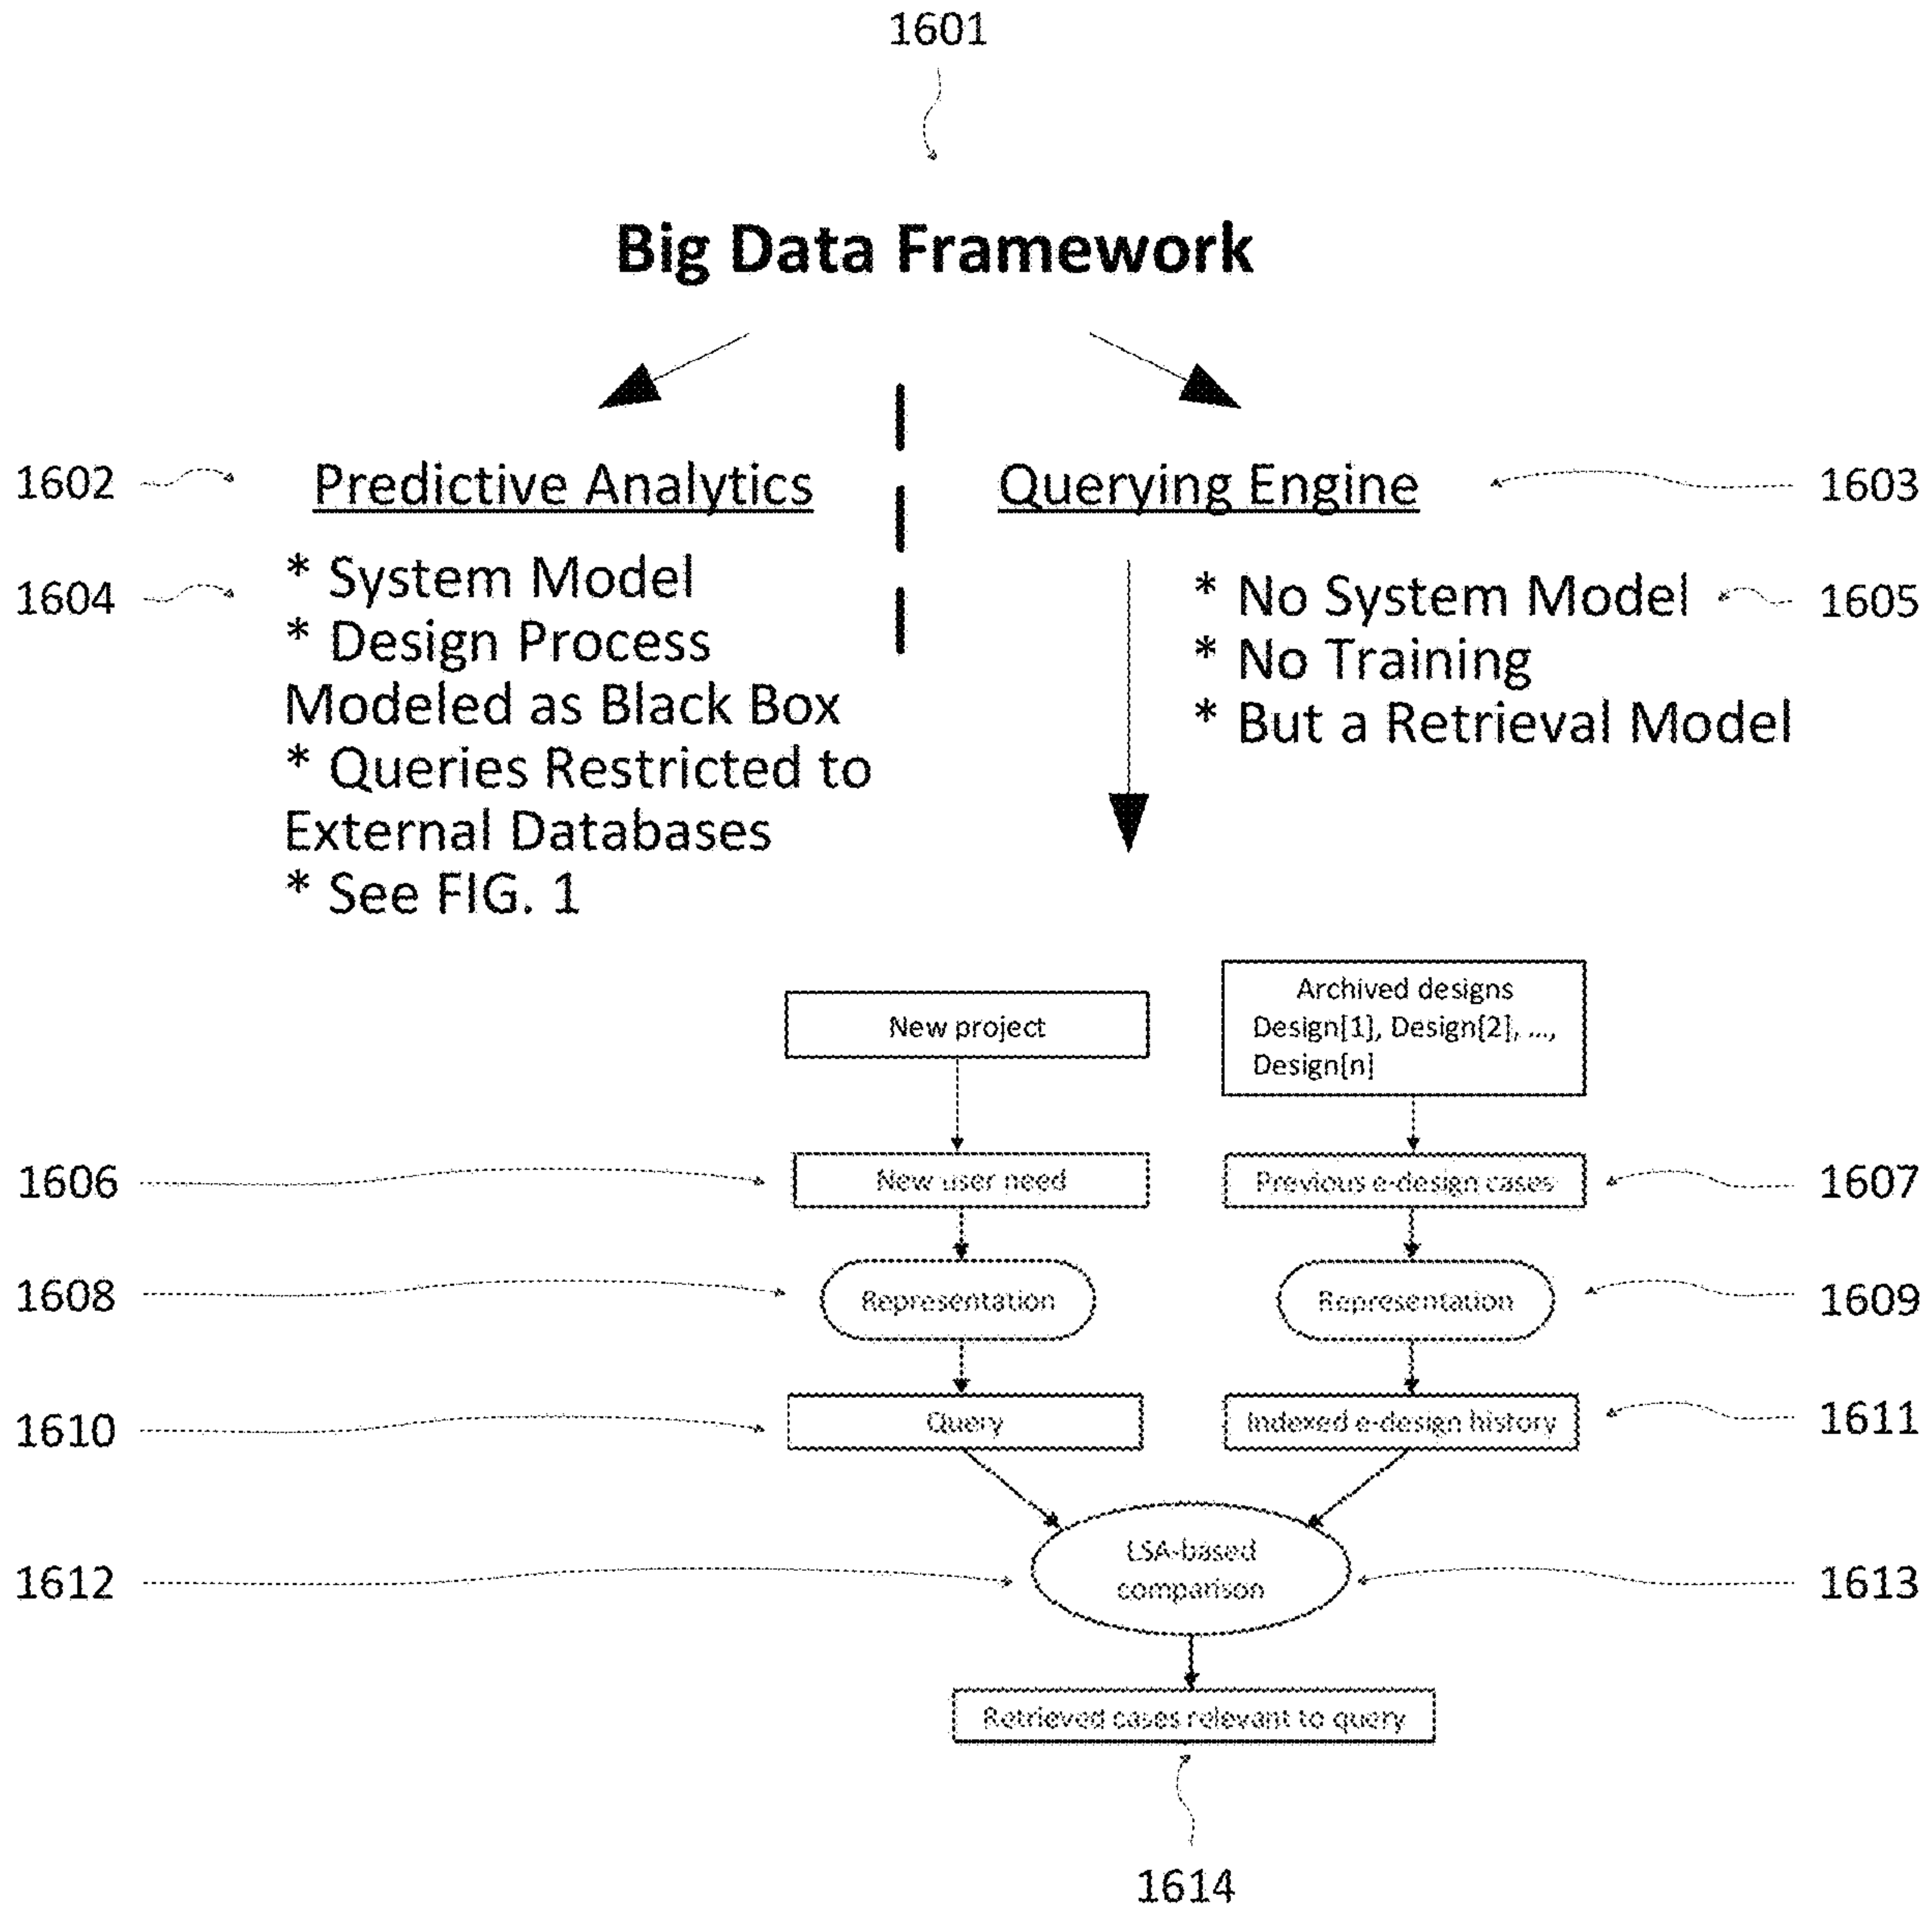 1601
Big Data Framework
1602
Predictive Analytics
Querying Engine
1603
1604
* System Model
* Design Process
Modeled as Black Box
* Queries Restricted to
External Databases
* See FIG. 1
* No System Model
1605
* No Training
* But a Retrieval Model
New project
Archived designs
Design[1], Design[2], ...,
Design[n]
1606
New user need
Previous e-design cases
1607
1608
Representation
Representation
1609
1610
Query
Indexed e-design history
1611
1612
LSA-based
comparison
1613
Retrieved cases relevant to query
1614